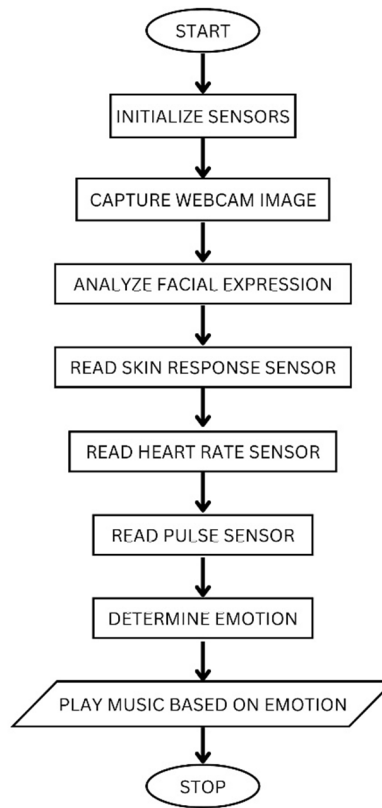 START
INITIALIZE SENSORS
CAPTURE WEBCAM IMAGE
ANALYZE FACIAL EXPRESSION
READ SKIN RESPONSE SENSOR
READ HEART RATE SENSOR
READ PULSE SENSOR
DETERMINE EMOTION
PLAY MUSIC BASED ON EMOTION
STOP